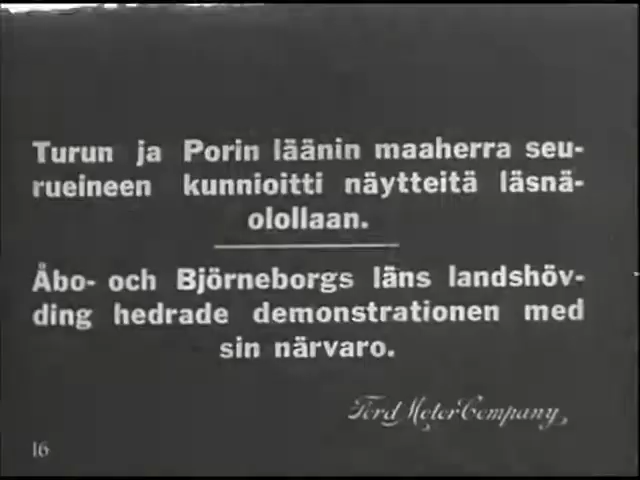 Turun ja Porin läänin maaherra seu-
rueineen kunnioitti näytteitä läsnä-
olollaan.
Åbo- och Björneborgs läns landshöv-
ding hedrade demonstrationen med
sin närvaro.
Ford Motor Company
16